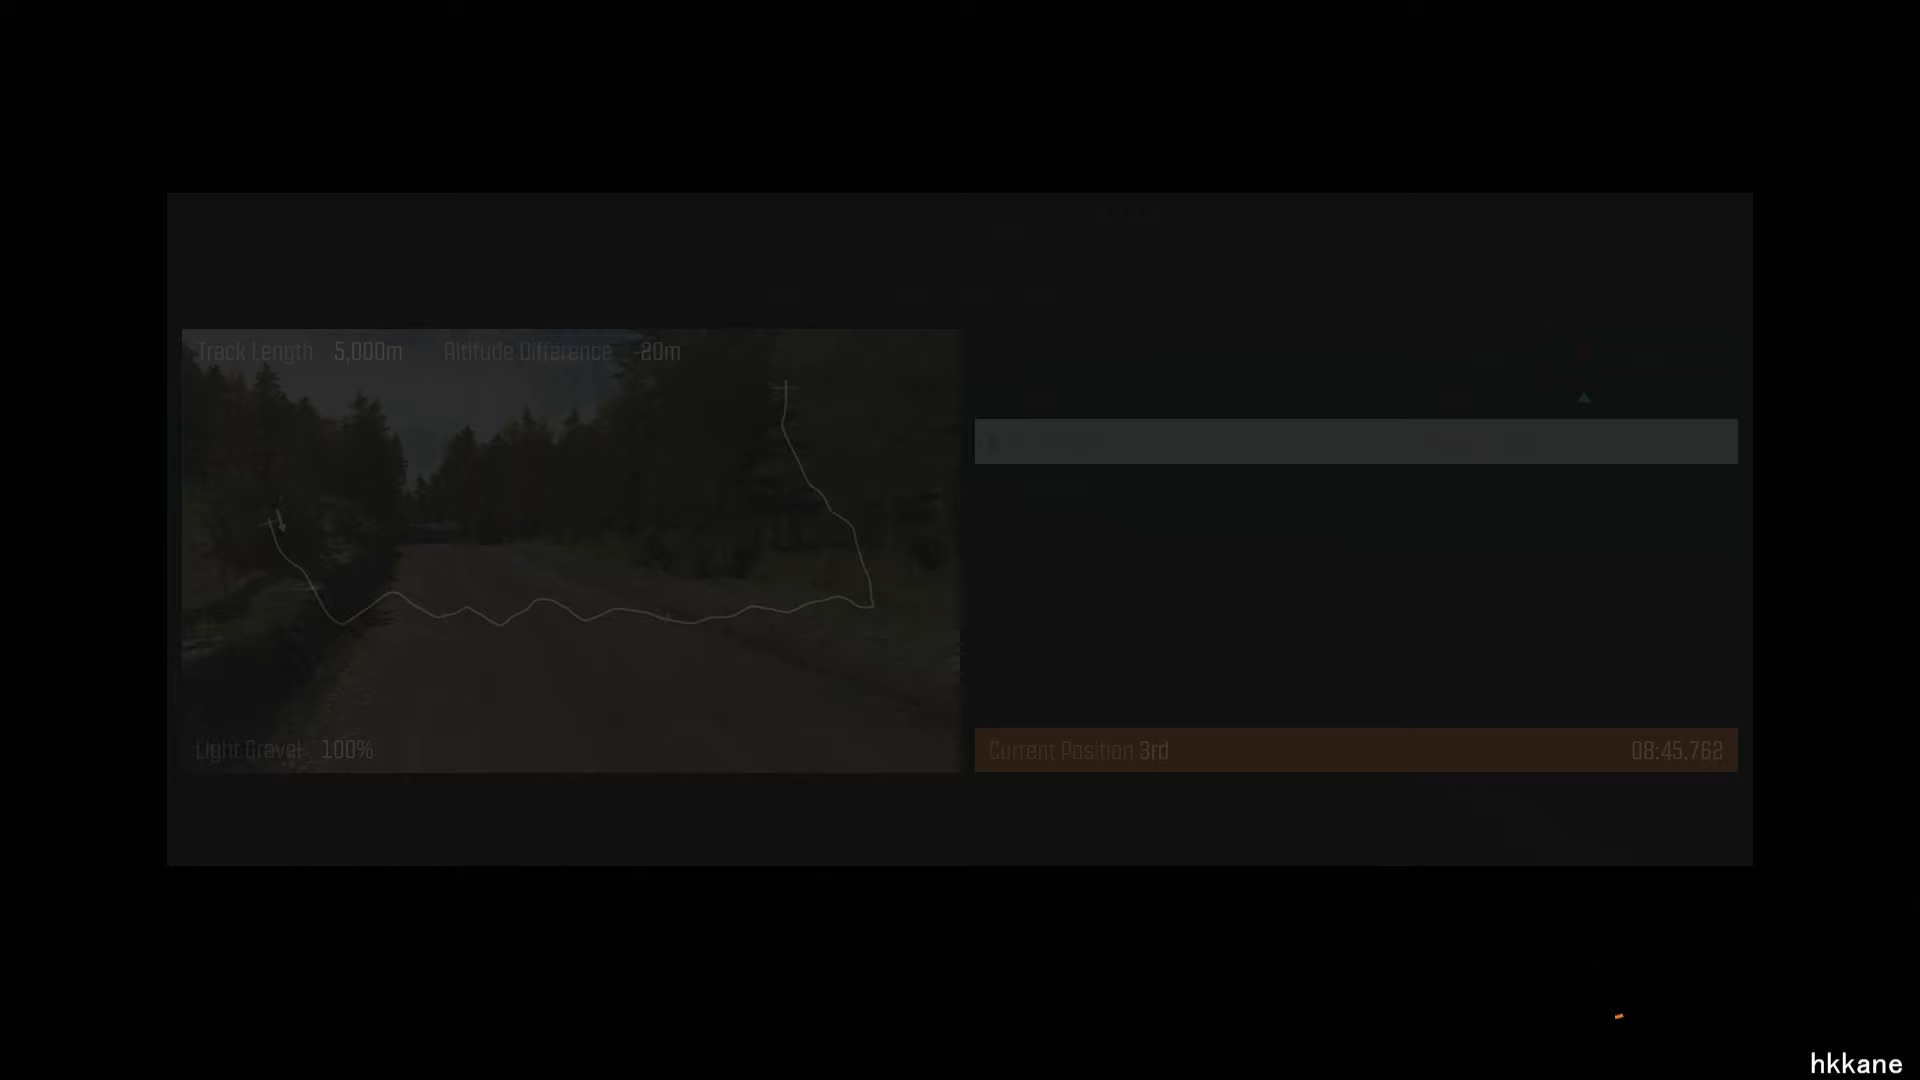 Track Length 5,000m Altitude Difference -20m
Light Gravel 100%
Current Position 3rd 08:45.762
hkkane